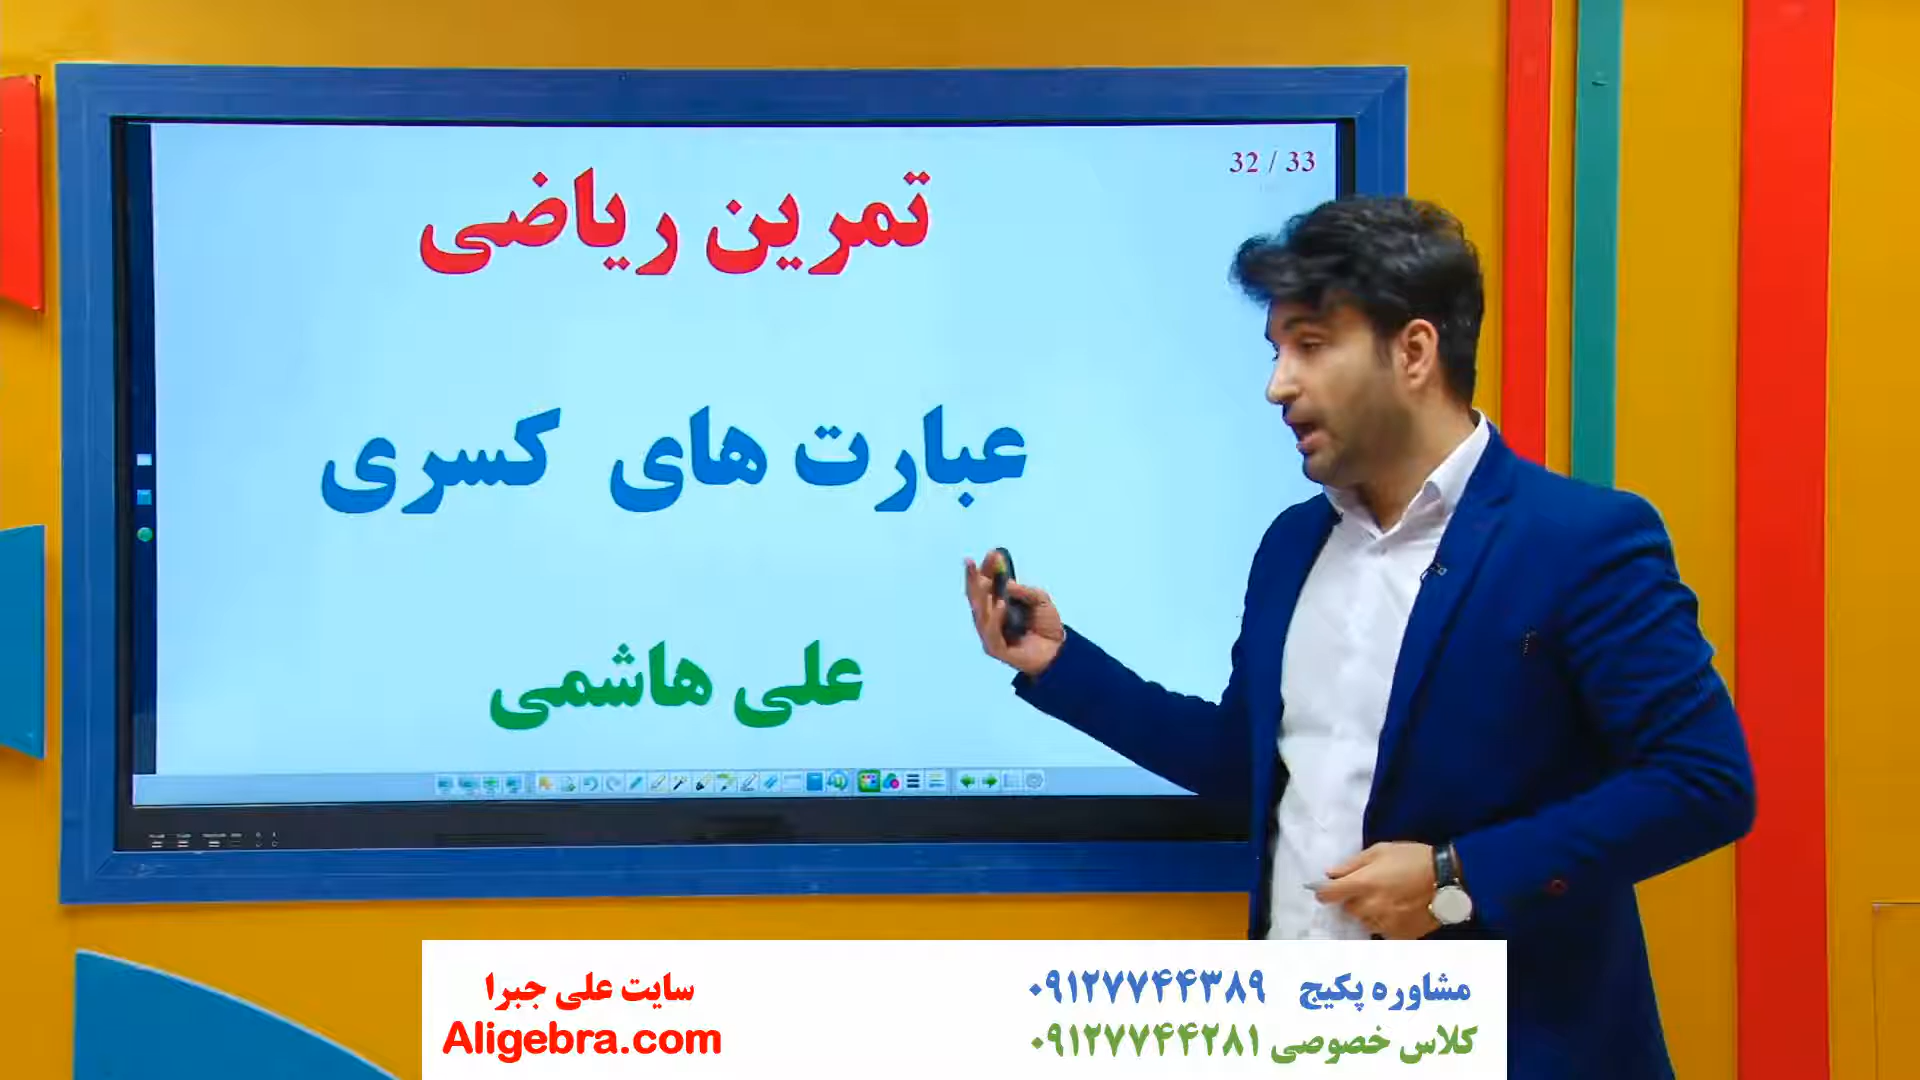 32 / 33
تمرین ریاضی
عبارت های کسری
علی هاشمی
مشاوره پکیج ۰۹۱۲۷۷۴۴۳۸۹
کلاس خصوصی ۰۹۱۲۷۷۴۴۲۸۱
سایت علی جبرا
Aligebra.com